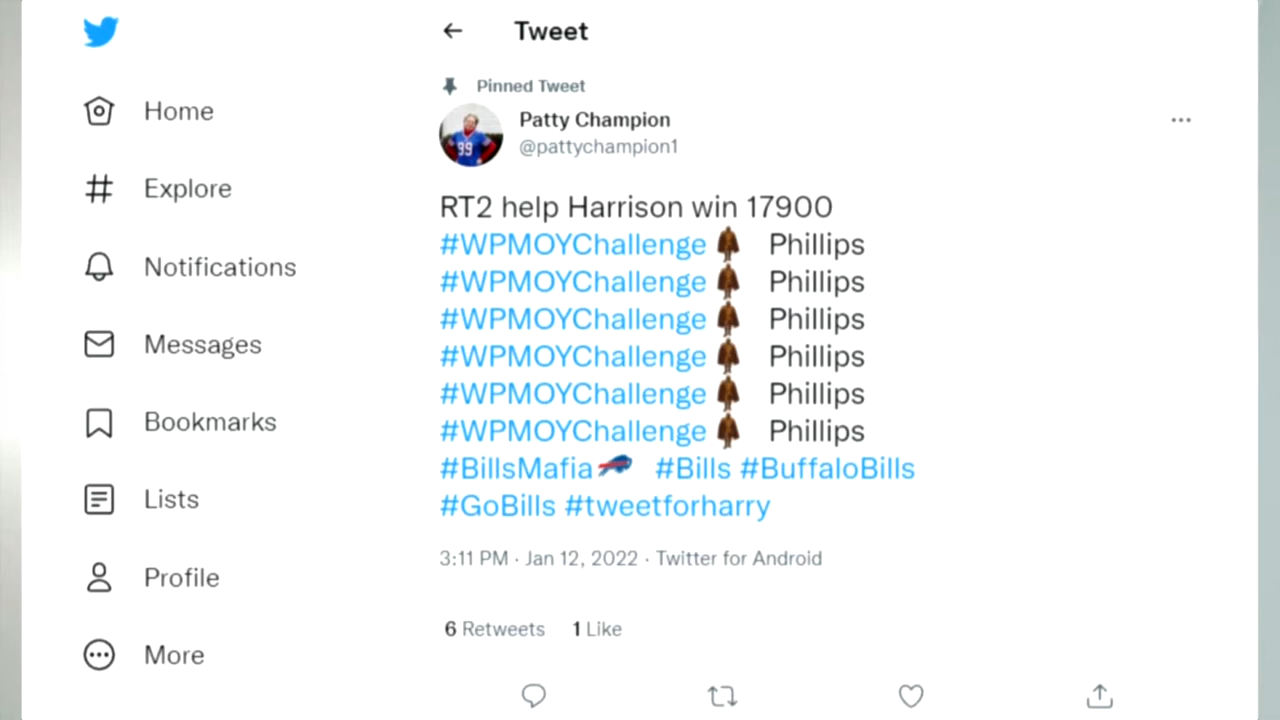 Tweet
Pinned Tweet
Patty Champion
@pattychampion1
RT2 help Harrison win 17900
#WPMOYChallenge Phillips
#WPMOYChallenge Phillips
#WPMOYChallenge Phillips
#WPMOYChallenge Phillips
#WPMOYChallenge Phillips
#WPMOYChallenge Phillips
#BillsMafia #Bills #BuffaloBills
#GoBills #tweetforharry
3:11 PM · Jan 12, 2022 · Twitter for Android
6 Retweets 1 Like
Home
Explore
Notifications
Messages
Bookmarks
Lists
Profile
More
99